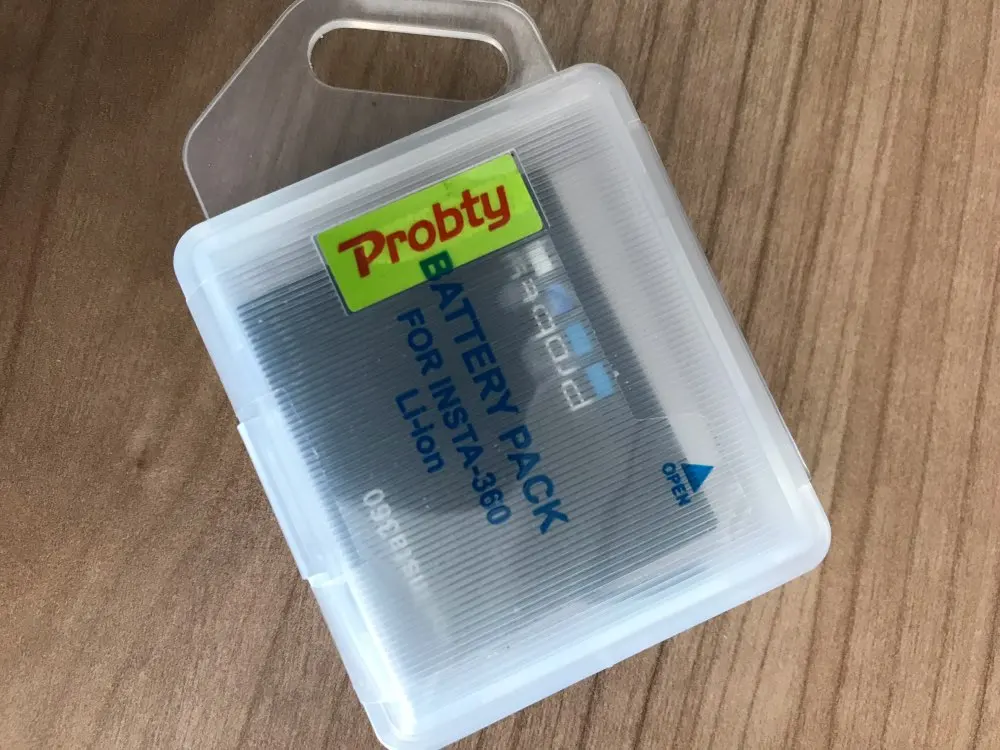 Probty
BATTERY PACK
FOR INSTA-360
Li-ion
OPEN